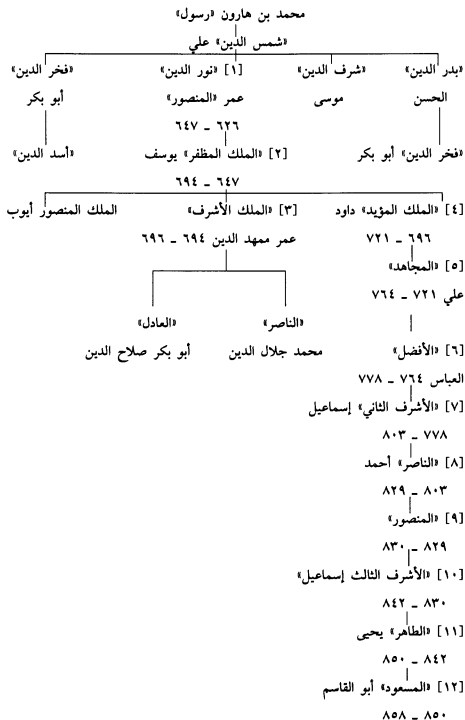 محمد بن هارون «رسول»
«شمس الدين» علي
«بدر الدين» «شرف الدين» [١] «نور الدين» «فخر الدين»
الحسن موسى عمر «المنصور» أبو بكر
٦٢٦ - ٦٤٧
«فخر الدين» أبو بكر [٢] «الملك المظفر» يوسف «أسد الدين»
٦٤٧ - ٦٩٤
[٤] «الملك المؤيد» داود [٣] «الملك الأشرف» الملك المنصور أيوب
٦٩٦ - ٧٢١ عمر ممهد الدين ٦٩٤ - ٦٩٦
[٥] «المجاهد»
علي ٧٢١ - ٧٦٤
«الناصر» «العادل»
[٦] «الأفضل» محمد جلال الدين أبو بكر صلاح الدين
العباس ٧٦٤ - ٧٧٨
[٧] «الأشرف الثاني» إسماعيل
٧٧٨ - ٨٠٣
[٨] «الناصر» أحمد
٨٠٣ - ٨٢٩
[٩] «المنصور»
٨٢٩ - ٨٣٠
[١٠] «الأشرف الثالث إسماعيل»
٨٣٠ - ٨٤٢
[١١] «الطاهر» يحيى
٨٤٢ - ٨٥٠
[١٢] «المسعود» أبو القاسم
٨٥٠ - ٨٥٨